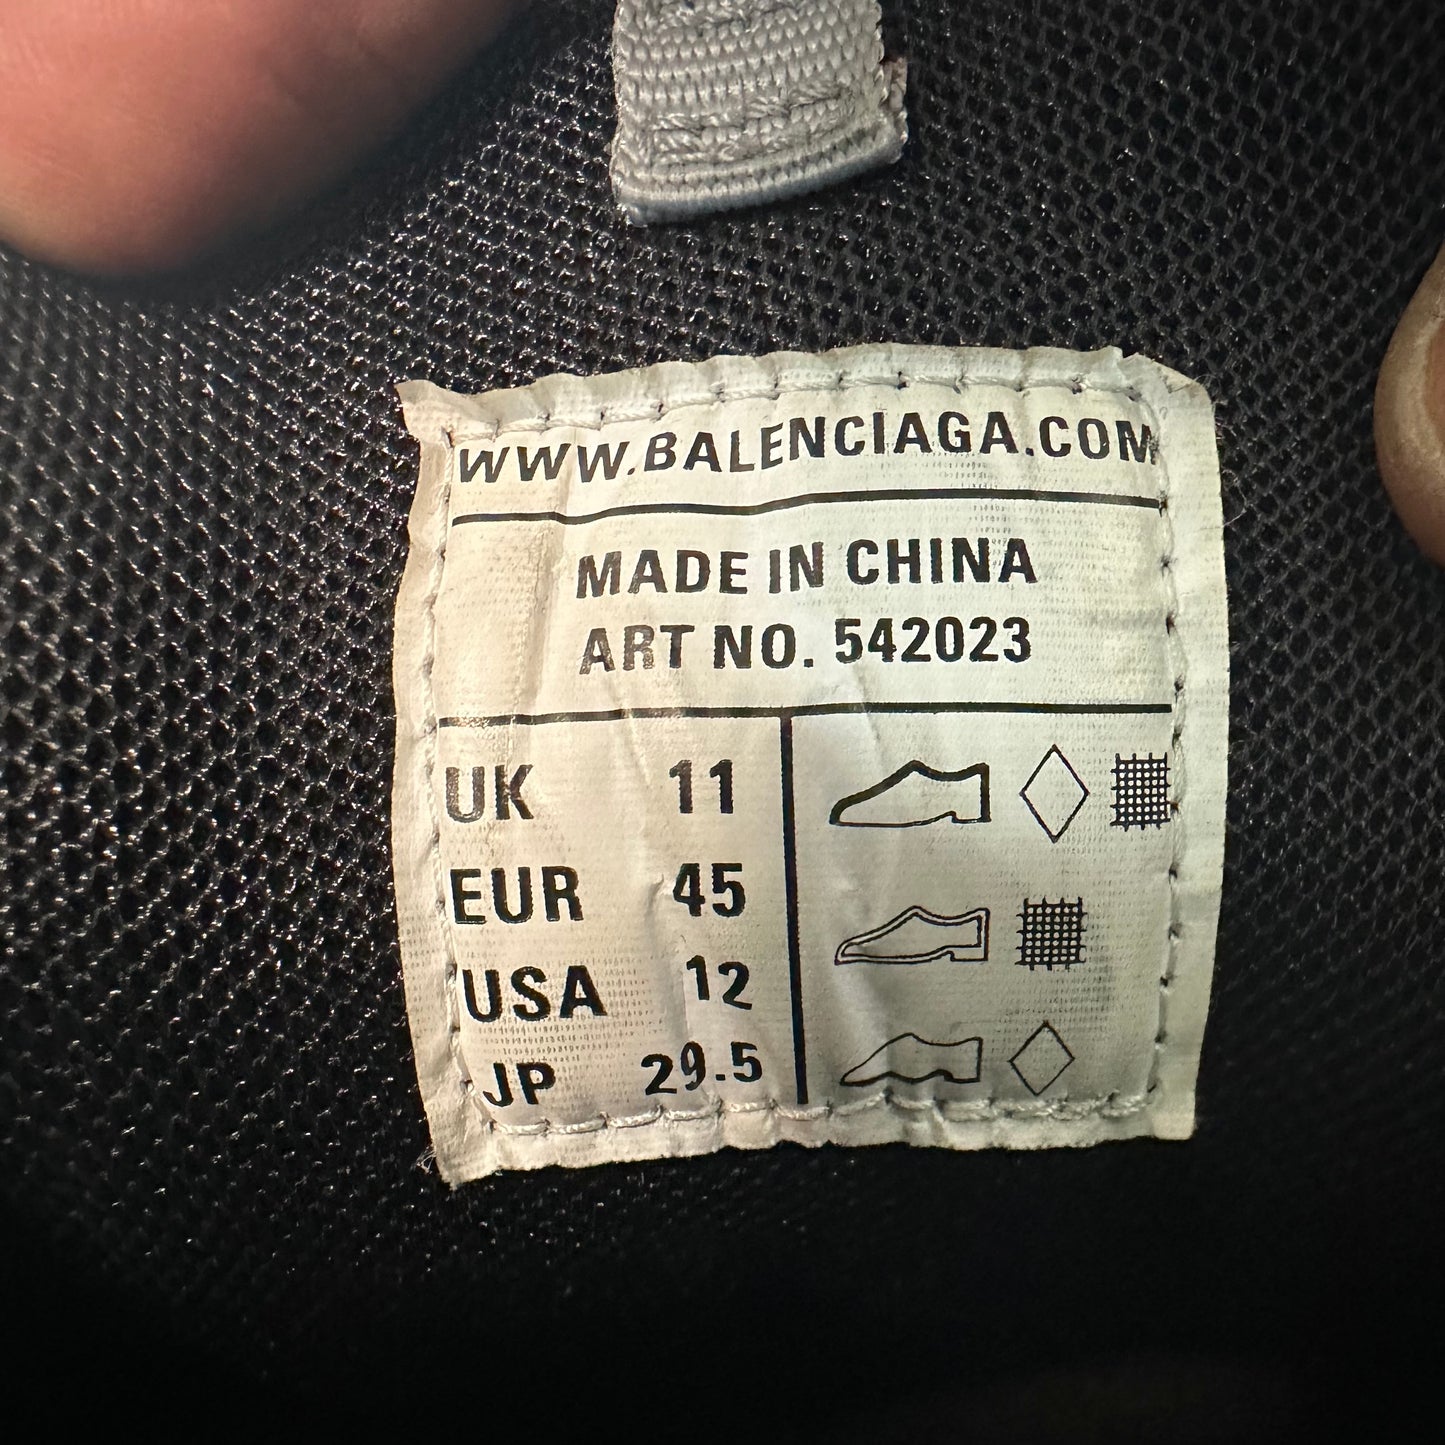 WWW.BALENCIAGA.COM
MADE IN CHINA
ART NO. 542023
UK 11
EUR 45
USA 12
JP 29.5